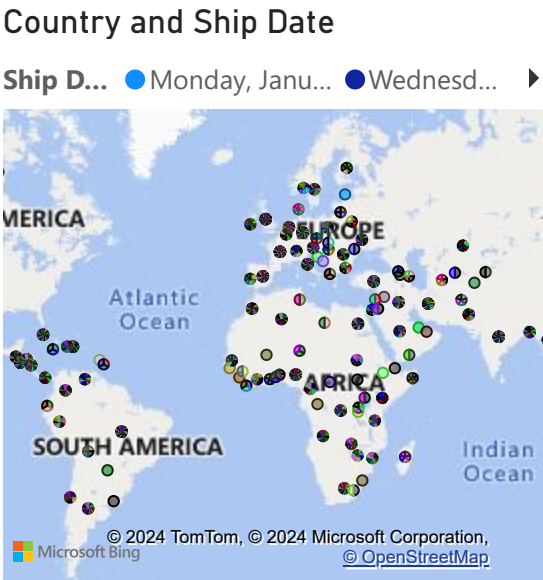 Country and Ship Date
Ship D... Monday, Janu... Wednesd...
MERICA
EUROPE
Atlantic
Ocean
AFRICA
SOUTH AMERICA
Indian
Ocean
© 2024 TomTom, © 2024 Microsoft Corporation,
Microsoft Bing
© OpenStreetMap